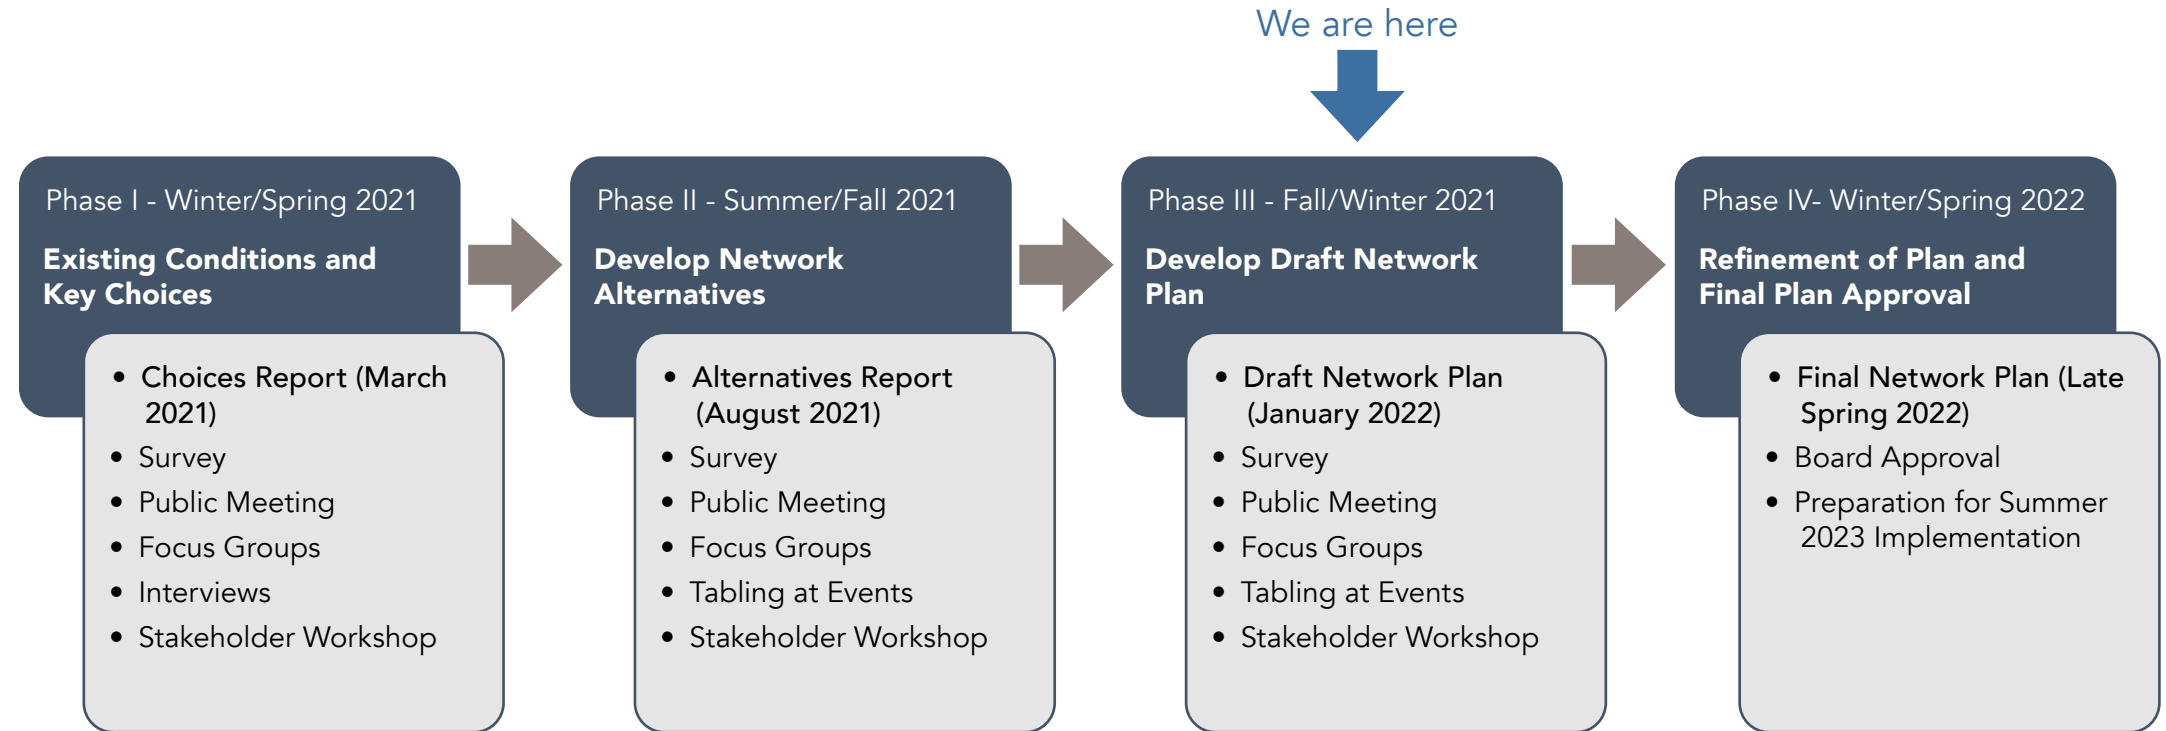 We are here
Phase I - Winter/Spring 2021
Existing Conditions and
Key Choices
• Choices Report (March
2021)
• Survey
• Public Meeting
• Focus Groups
• Interviews
• Stakeholder Workshop
Phase II - Summer/Fall 2021
Develop Network
Alternatives
• Alternatives Report
(August 2021)
• Survey
• Public Meeting
• Focus Groups
• Tabling at Events
• Stakeholder Workshop
Phase III - Fall/Winter 2021
Develop Draft Network
Plan
• Draft Network Plan
(January 2022)
• Survey
• Public Meeting
• Focus Groups
• Tabling at Events
• Stakeholder Workshop
Phase IV- Winter/Spring 2022
Refinement of Plan and
Final Plan Approval
• Final Network Plan (Late
Spring 2022)
• Board Approval
• Preparation for Summer
2023 Implementation